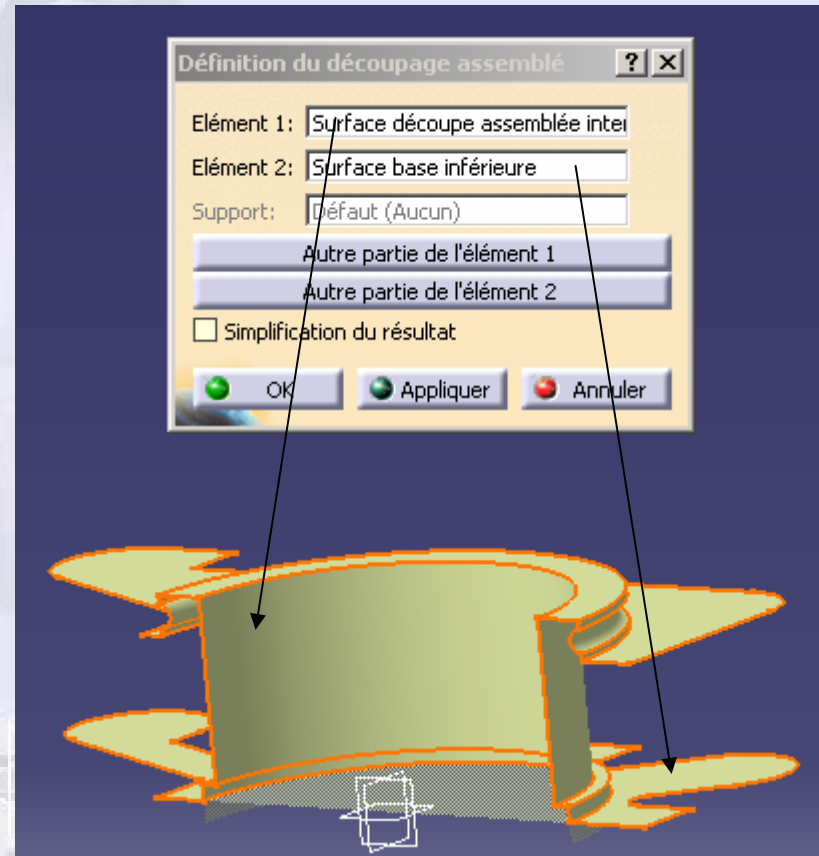 Définition du découpage assemblé
Elément 1: Surface découpe assemblée inter
Elément 2: Surface base inférieure
Support: Défaut (Aucun)
Autre partie de l'élément 1
Autre partie de l'élément 2
Simplification du résultat
OK Appliquer Annuler